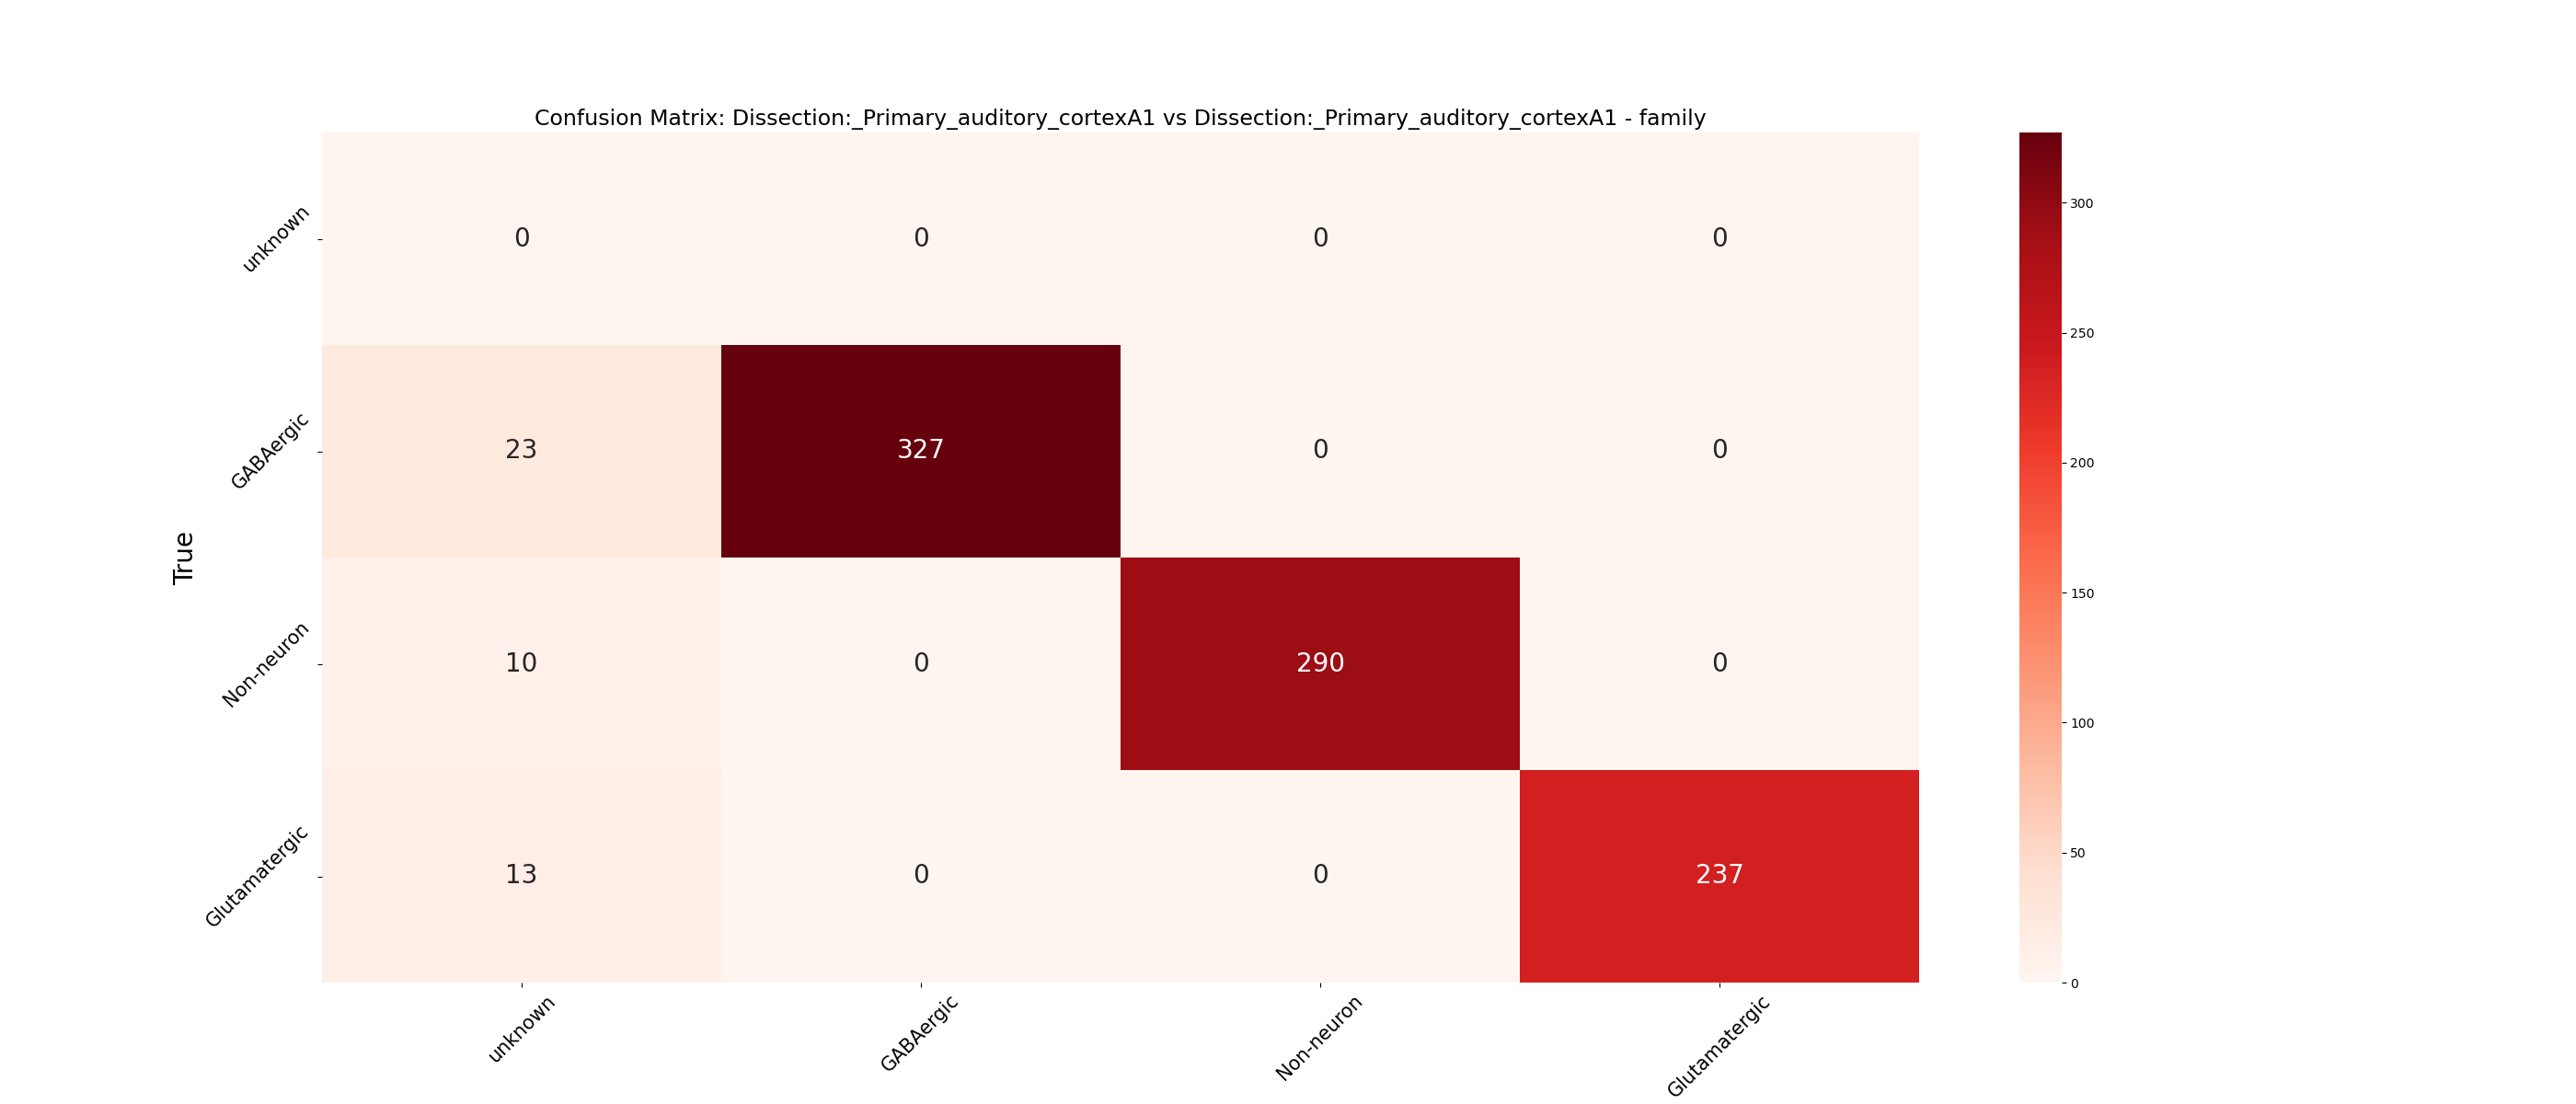 Confusion Matrix: Dissection:_Primary_auditory_cortexA1 vs Dissection:_Primary_auditory_cortexA1 - family
unknown
0 0 0 0
GABAergic
23 327 0 0
Non-neuron
10 0 290 0
Glutamatergic
13 0 0 237
True
unknown GABAergic Non-neuron Glutamatergic
300
250
200
150
100
50
0